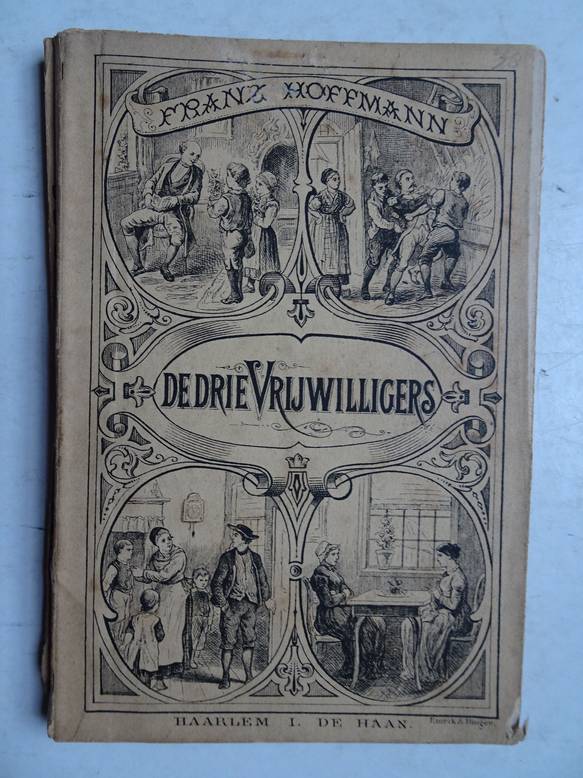 FRANZ HOFFMANN
DE DRIE VRIJWILLIGERS
HAARLEM I. DE HAAN.
Emrik & Binger.